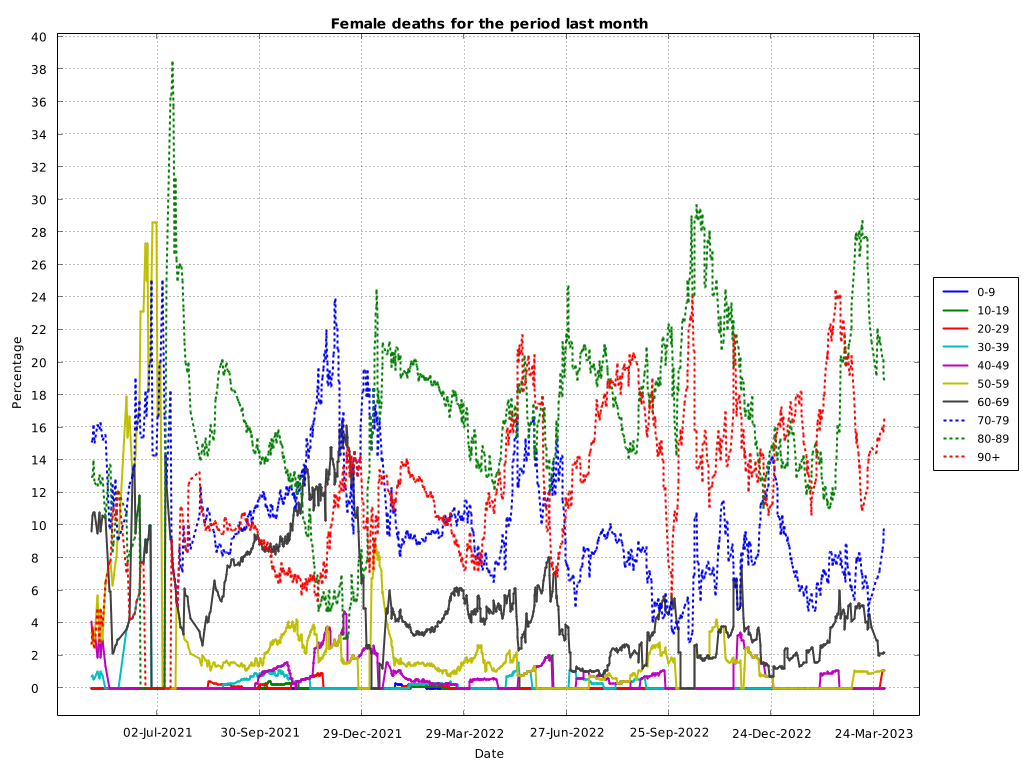 Female deaths for the period last month
40
38
36
34
32
30
28
26
24
22
20
18
16
14
12
10
8
6
4
2
0
Percentage
02-Jul-2021
30-Sep-2021
29-Dec-2021
29-Mar-2022
27-Jun-2022
25-Sep-2022
24-Dec-2022
24-Mar-2023
Date
0-9
10-19
20-29
30-39
40-49
50-59
60-69
70-79
80-89
90+